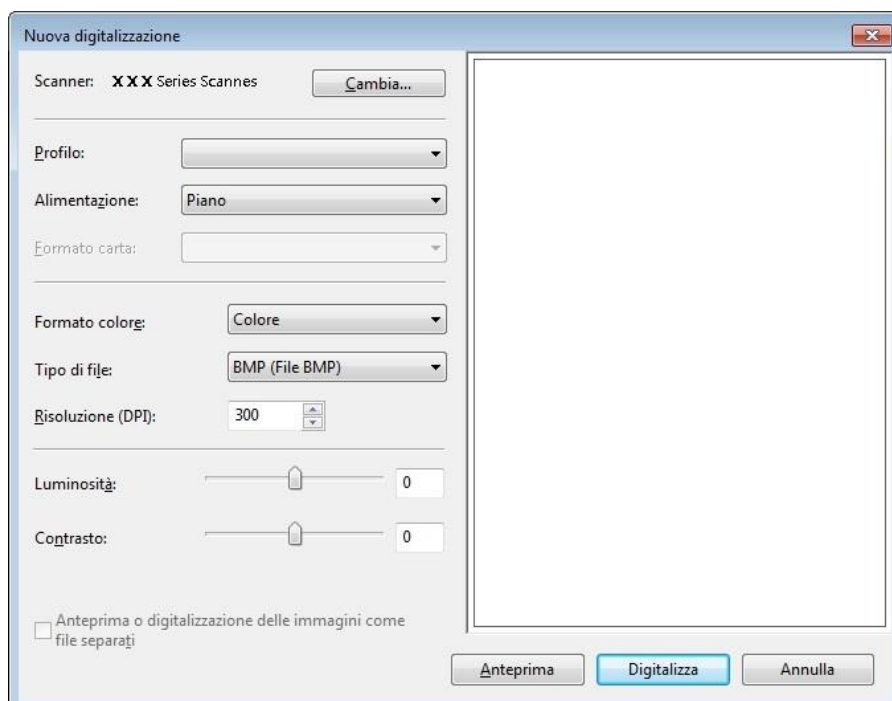 Nuova digitalizzazione
Scanner: XXX Series Scannes Cambia...
Profilo:
Alimentazione: Piano
Formato carta:
Formato colore: Colore
Tipo di file: BMP (File BMP)
Risoluzione (DPI): 300
Luminosità: 0
Contrasto: 0
Anteprima o digitalizzazione delle immagini come
file separati
Anteprima Digitalizza Annulla